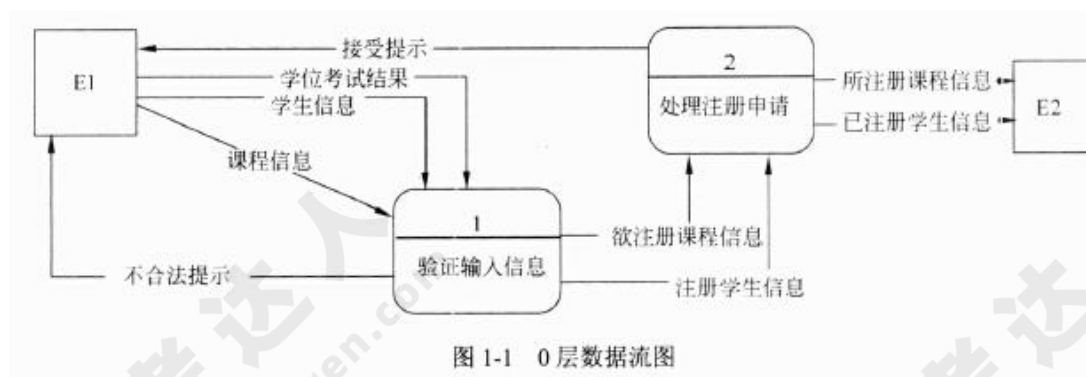 接受提示
E1
学位考试结果
学生信息
课程信息
不合法提示
1
验证输入信息
2
处理注册申请
所注册课程信息
已注册学生信息
E2
欲注册课程信息
注册学生信息
图 1-1 0 层数据流图